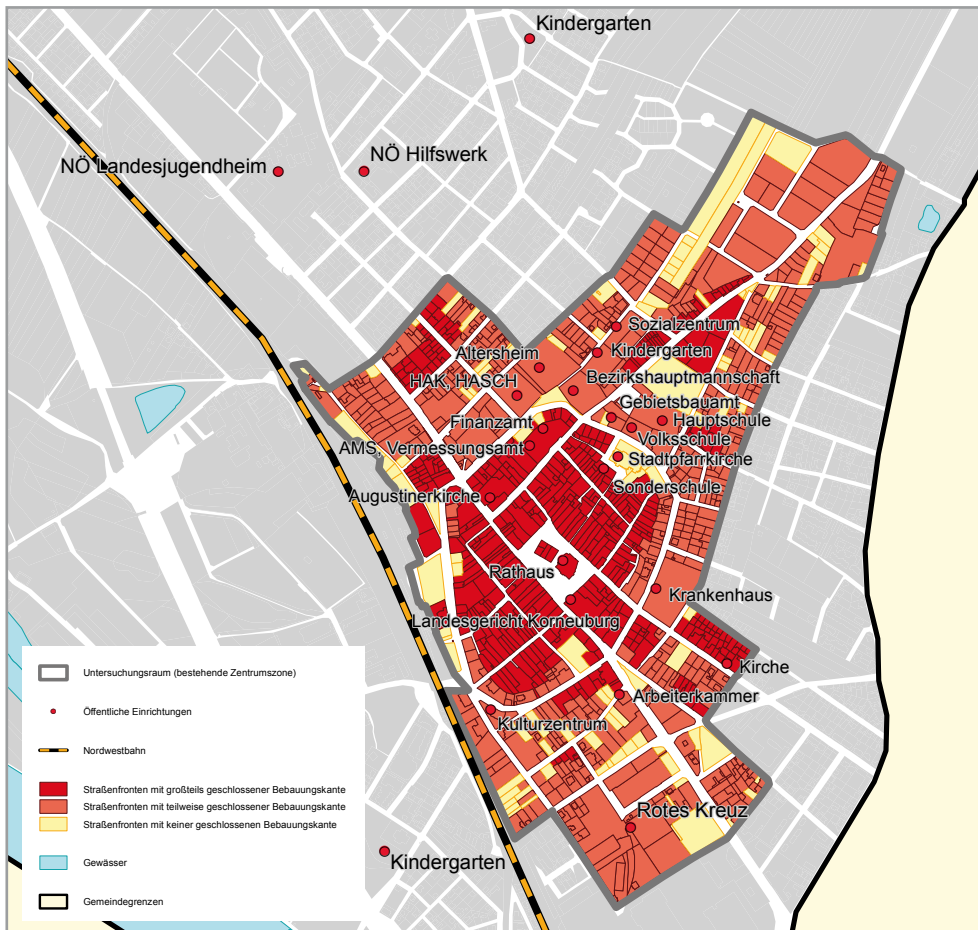 Kindergarten
NÖ Hilfswerk
NÖ Landesjugendheim
Sozialzentrum
Altersheim
Kindergarten
HAK, HASCH
Bezirkshauptmannschaft
Gebietsbauamt
Finanzamt
Hauptschule
AMS, Vermessungsamt
Volksschule
Stadtpfarrkirche
Augustinerkirche
Sonderschule
Rathaus
Krankenhaus
Landesgericht Korneuburg
Kirche
Arbeiterkammer
Kulturzentrum
Rotes Kreuz
Kindergarten
Untersuchungsraum (bestehende Zentrumszone)
Öffentliche Einrichtungen
Nordwestbahn
Straßenfronten mit großteils geschlossener Bebauungskante
Straßenfronten mit teilweise geschlossener Bebauungskante
Straßenfronten mit keiner geschlossenen Bebauungskante
Gewässer
Gemeindegrenzen